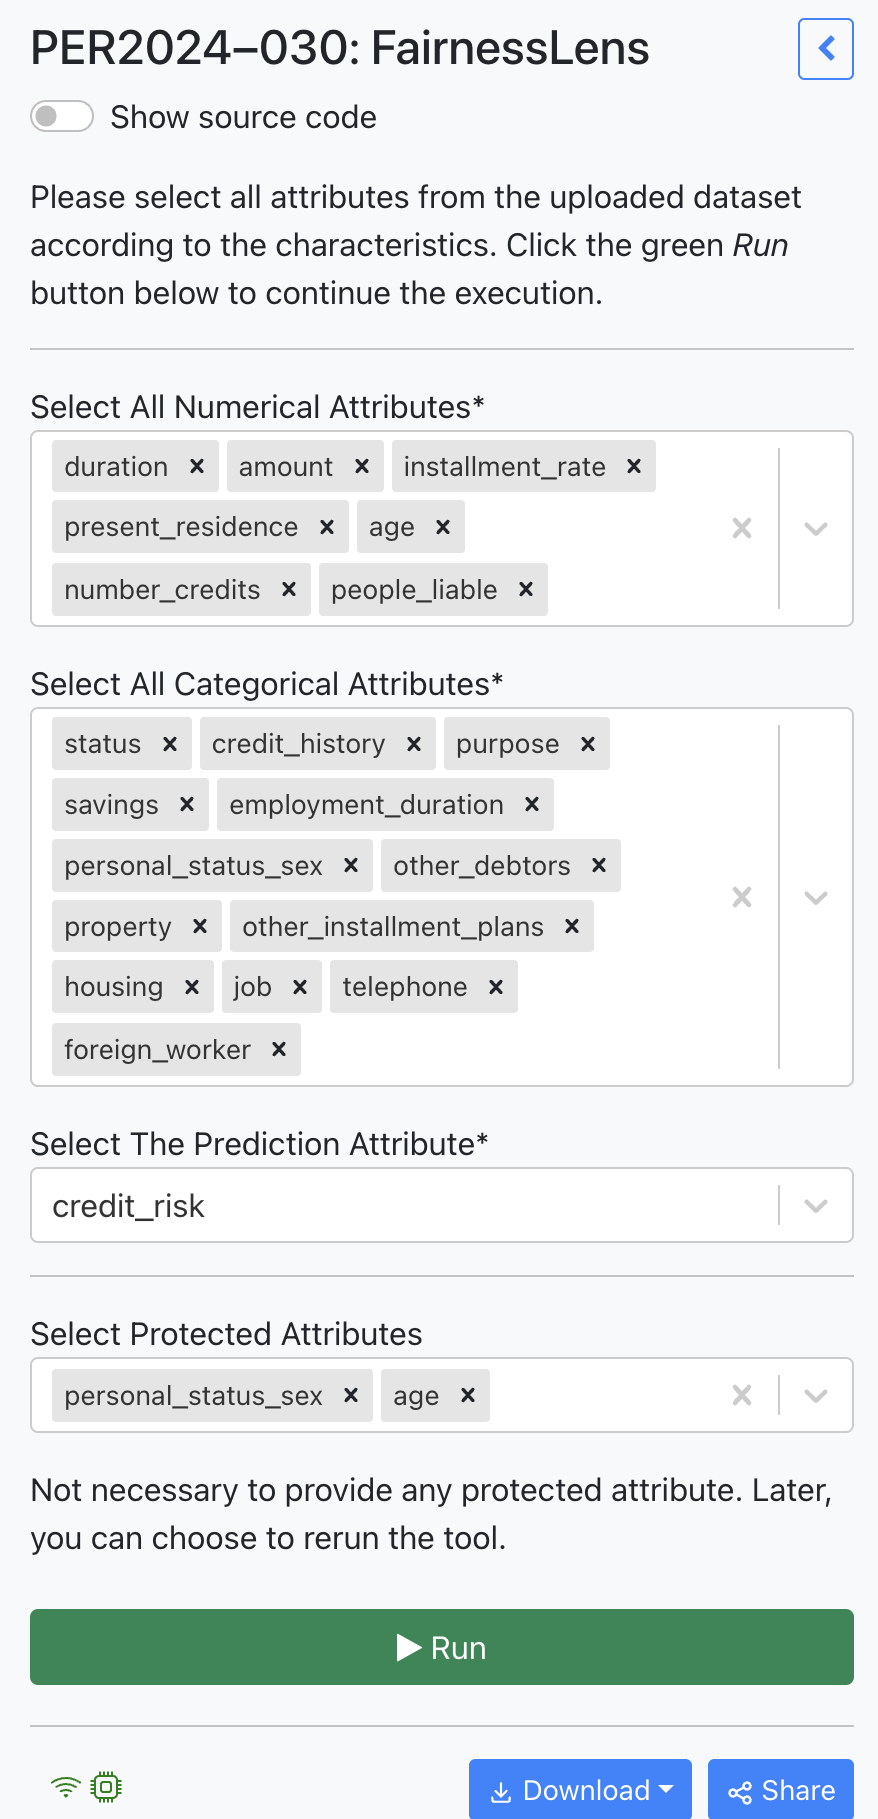 PER2024–030: FairnessLens
Show source code
Please select all attributes from the uploaded dataset
according to the characteristics. Click the green Run
button below to continue the execution.
Select All Numerical Attributes*
duration × amount × installment_rate ×
present_residence × age ×
number_credits × people_liable ×
Select All Categorical Attributes*
status × credit_history × purpose ×
savings × employment_duration ×
personal_status_sex × other_debtors ×
property × other_installment_plans ×
housing × job × telephone ×
foreign_worker ×
Select The Prediction Attribute*
credit_risk
Select Protected Attributes
personal_status_sex × age ×
Not necessary to provide any protected attribute. Later,
you can choose to rerun the tool.
Run
Download Share